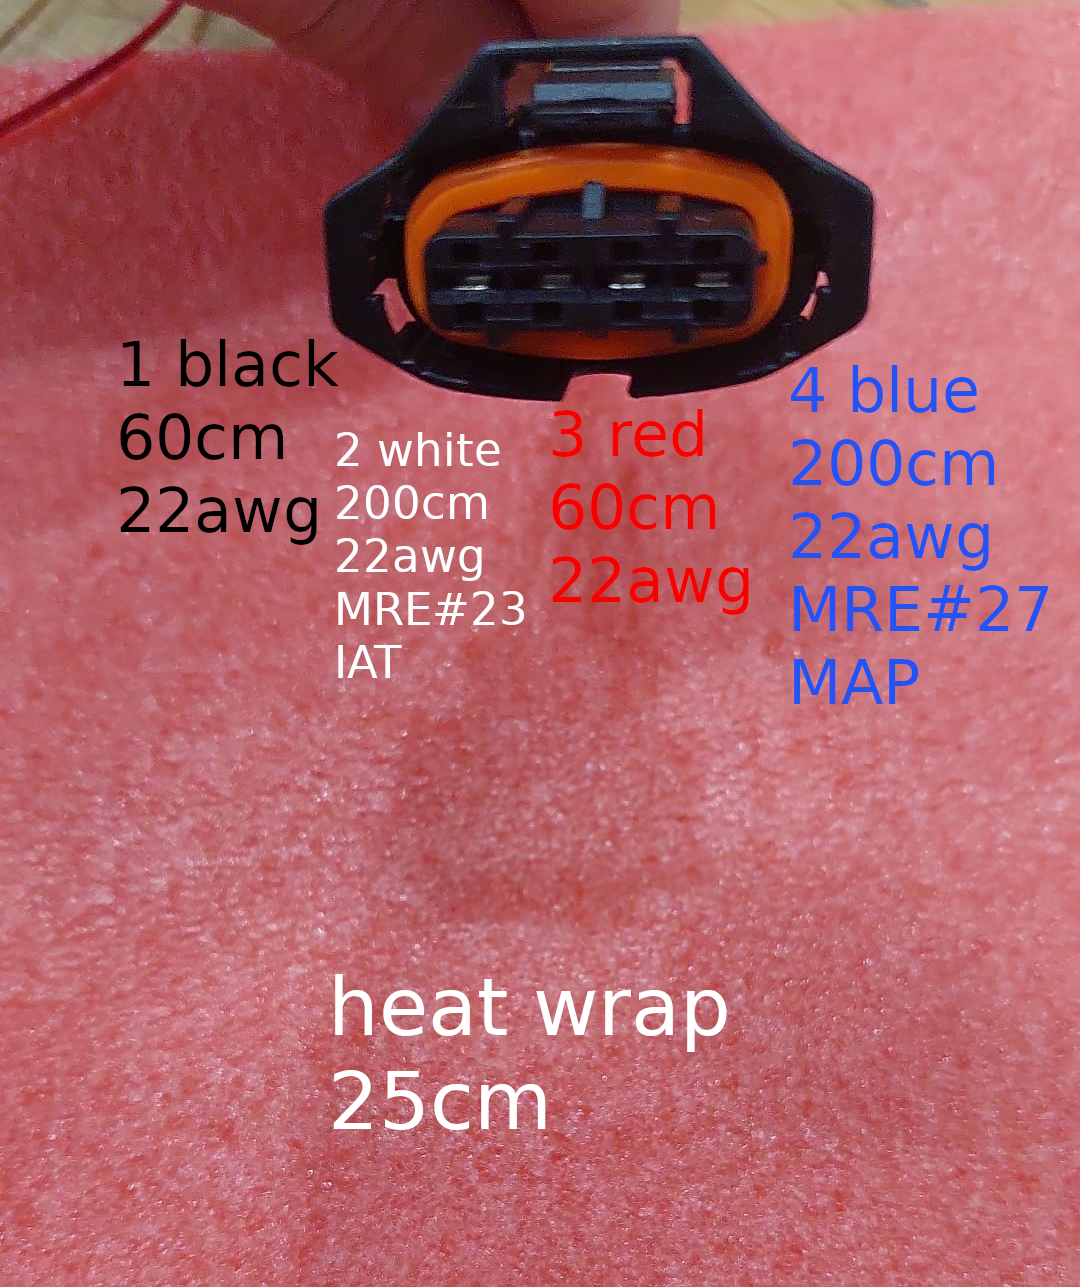 1 black
60cm
22awg
2 white
200cm
22awg
MRE#23
IAT
3 red
60cm
22awg
4 blue
200cm
22awg
MRE#27
MAP
heat wrap
25cm